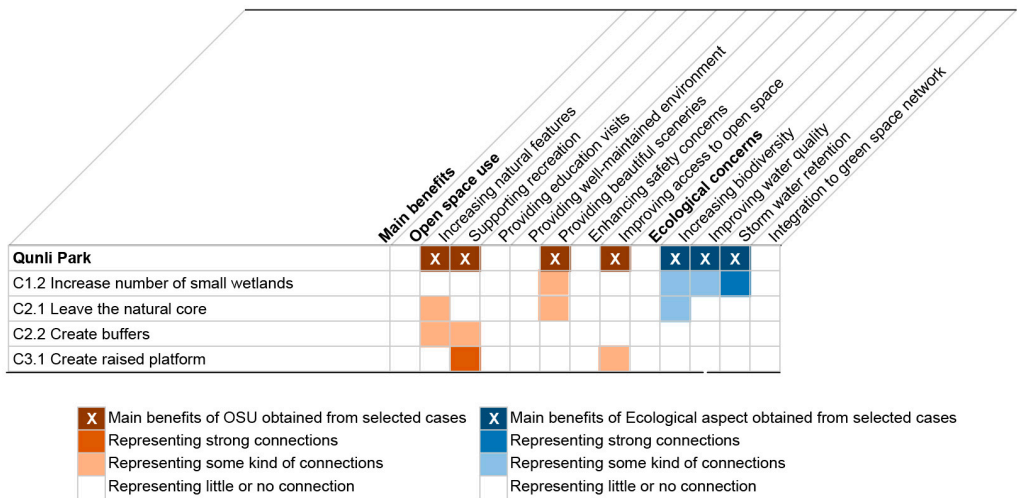 Main benefits
Open space use
Increasing natural features
Supporting recreation
Providing education visits
Providing well-maintained environment
Providing beautiful sceneries
Enhancing safety concerns
Improving access to open space
Ecological concerns
Increasing biodiversity
Improving water quality
Storm water retention
Integration to green space network
Qunli Park X X X X X X X
C1.2 Increase number of small wetlands
C2.1 Leave the natural core
C2.2 Create buffers
C3.1 Create raised platform
X Main benefits of OSU obtained from selected cases
Representing strong connections
Representing some kind of connections
Representing little or no connection
X Main benefits of Ecological aspect obtained from selected cases
Representing strong connections
Representing some kind of connections
Representing little or no connection